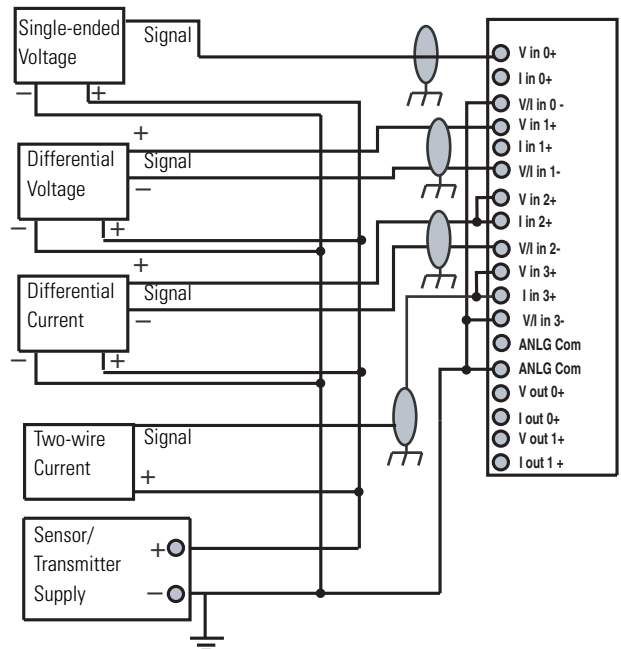 Single-ended
Voltage
Signal
− +
Differential
Voltage
+
Signal
−
− +
Differential
Current
+
Signal
−
− +
Two-wire
Current
Signal
+
Sensor/
Transmitter
Supply
+
−
V in 0+
I in 0+
V/I in 0 -
V in 1+
I in 1+
V/I in 1-
V in 2+
I in 2+
V/I in 2-
V in 3+
I in 3+
V/I in 3-
ANLG Com
ANLG Com
V out 0+
I out 0+
V out 1+
I out 1 +